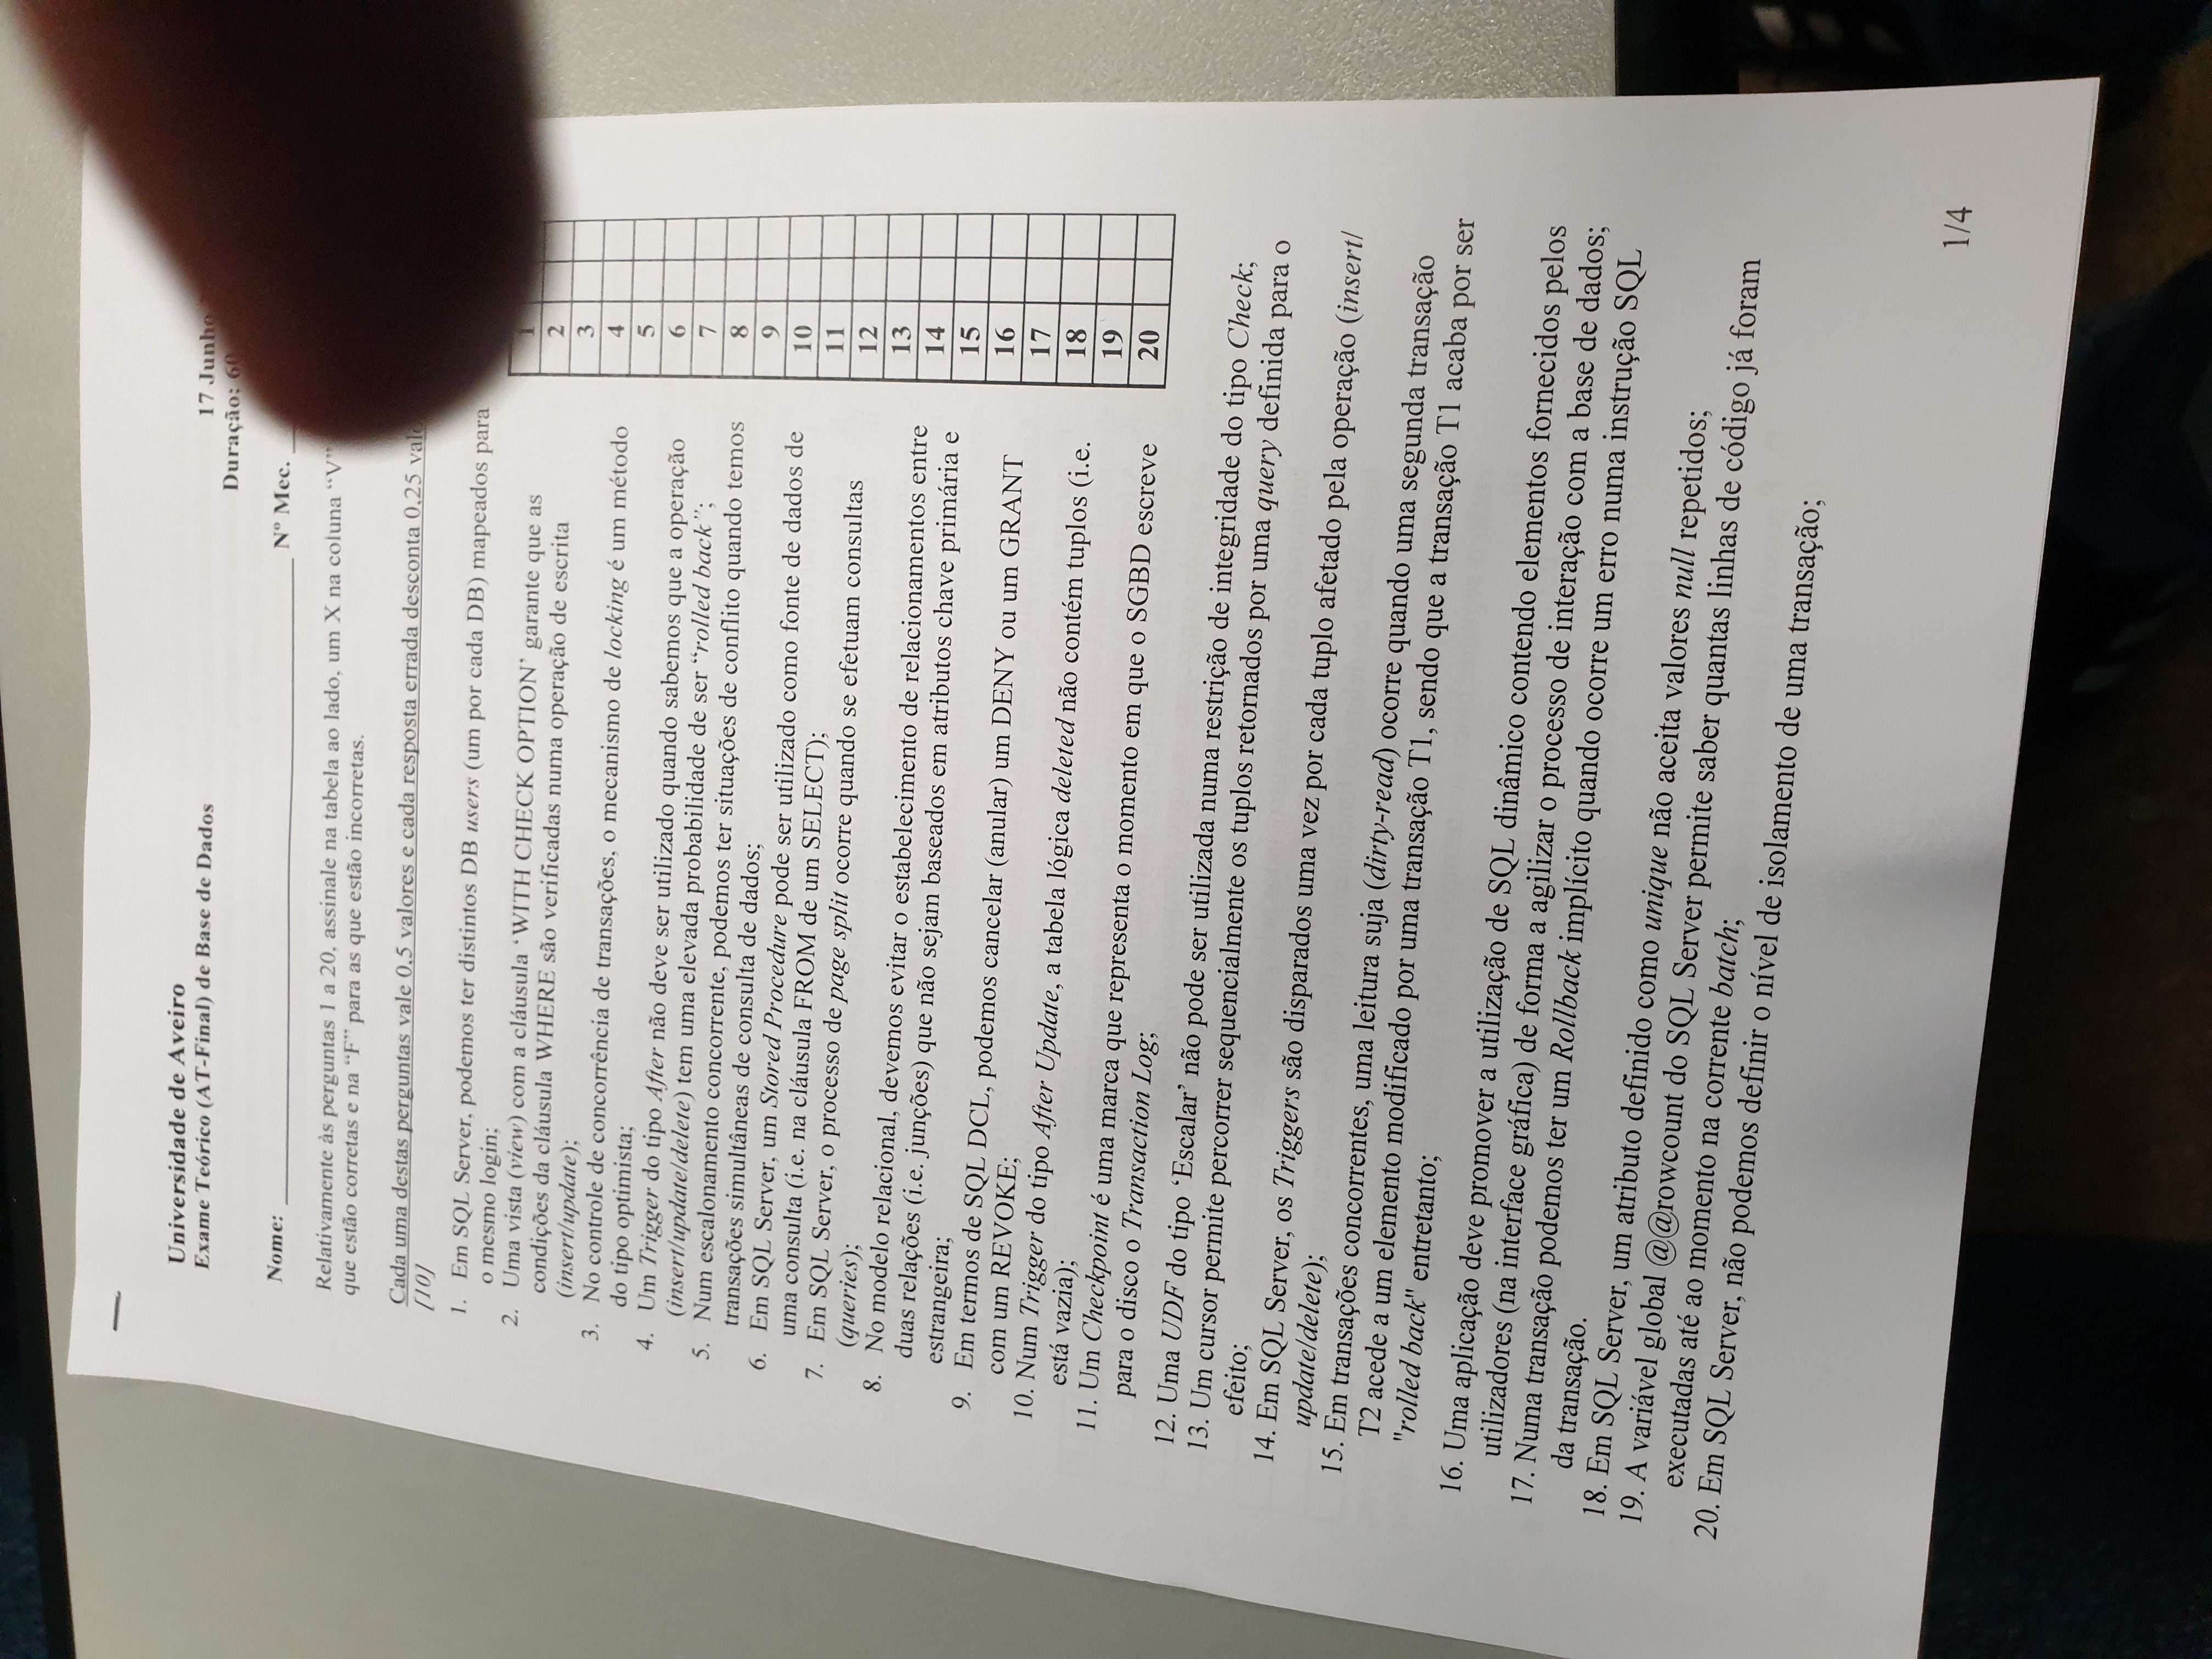 Universidade de Aveiro
Exame Teórico (AT-Final) de Base de Dados
17 Junho
Duração:
Nome:
Nº Mec.
Relativamente às perguntas 1 a 20, assinale na tabela ao lado, um X na coluna “V”
que estão corretas e na “F” para as que estão incorretas.
Cada uma destas perguntas vale 0,5 valores e cada resposta errada desconta 0,25
[10]
1. Em SQL Server, podemos ter distintos DB users (um por cada DB) mapeados para
o mesmo login;
2. Uma vista (view) com a cláusula ‘WITH CHECK OPTION’ garante que as
condições da cláusula WHERE são verificadas numa operação de escrita
(insert/update);
3. No controle de concorrência de transações, o mecanismo de locking é um método
do tipo optimista;
4. Um Trigger do tipo After não deve ser utilizado quando sabemos que a operação
(insert/update/delete) tem uma elevada probabilidade de ser “rolled back”;
5. Num escalonamento concorrente, podemos ter situações de conflito quando temos
transações simultâneas de consulta de dados;
6. Em SQL Server, um Stored Procedure pode ser utilizado como fonte de dados de
uma consulta (i.e. na cláusula FROM de um SELECT);
7. Em SQL Server, o processo de page split ocorre quando se efetuam consultas
(queries);
8. No modelo relacional, devemos evitar o estabelecimento de relacionamentos entre
duas relações (i.e. junções) que não sejam baseados em atributos chave primária e
estrangeira;
9. Em termos de SQL DCL, podemos cancelar (anular) um DENY ou um GRANT
com um REVOKE;
10. Num Trigger do tipo After Update, a tabela lógica deleted não contém tuplos (i.e.
está vazia);
11. Um Checkpoint é uma marca que representa o momento em que o SGBD escreve
para o disco o Transaction Log;
12. Uma UDF do tipo ‘Escalar’ não pode ser utilizada numa restrição de integridade do tipo Check;
13. Um cursor permite percorrer sequencialmente os tuplos retornados por uma query definida para o
efeito;
14. Em SQL Server, os Triggers são disparados uma vez por cada tuplo afetado pela operação (insert/
update/delete);
15. Em transações concorrentes, uma leitura suja (dirty-read) ocorre quando uma segunda transação
T2 acede a um elemento modificado por uma transação T1, sendo que a transação T1 acaba por ser
"rolled back" entretanto;
16. Uma aplicação deve promover a utilização de SQL dinâmico contendo elementos fornecidos pelos
utilizadores (na interface gráfica) de forma a agilizar o processo de interação com a base de dados;
17. Numa transação podemos ter um Rollback implícito quando ocorre um erro numa instrução SQL
da transação.
18. Em SQL Server, um atributo definido como unique não aceita valores null repetidos;
19. A variável global @@rowcount do SQL Server permite saber quantas linhas de código já foram
executadas até ao momento na corrente batch;
20. Em SQL Server, não podemos definir o nível de isolamento de uma transação;
1
2
3
4
5
6
7
8
9
10
11
12
13
14
15
16
17
18
19
20
1/4